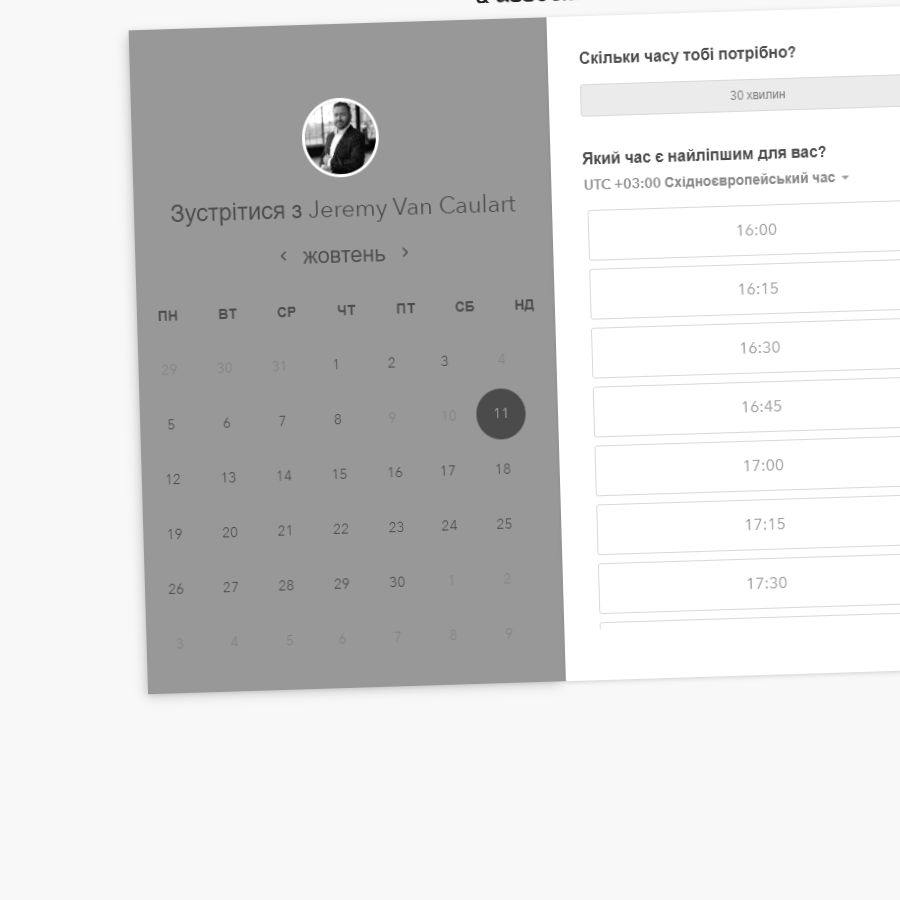 Зустрітися з Jeremy Van Caulart
жовтень
ПН ВТ СР ЧТ ПТ СБ НД
29 30 31 1 2 3 4
5 6 7 8 9 10 11
12 13 14 15 16 17 18
19 20 21 22 23 24 25
26 27 28 29 30 1 2
3 4 5 6 7 8 9
Скільки часу тобі потрібно?
30 хвилин
Який час є найліпшим для вас?
UTC +03:00 Східноєвропейський час
16:00
16:15
16:30
16:45
17:00
17:15
17:30